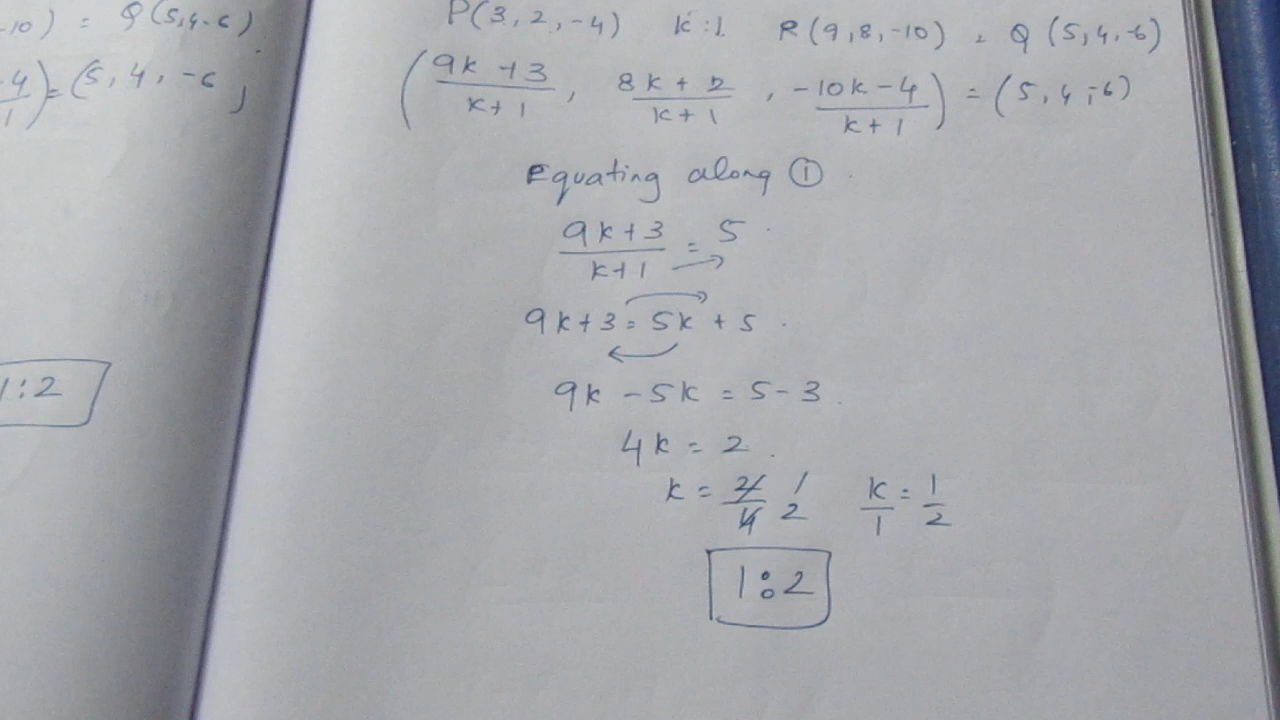 -10) = Q(5,4-6)
-4/1) = (5, 4, -6)
1:2
P(3, 2, -4) k:1 R(9, 8, -10) = Q(5, 4, -6)
((9k+3)/(k+1), (8k+2)/(k+1), (-10k-4)/(k+1)) = (5, 4, -6)
Equating along ①
(9k+3)/(k+1) = 5
9k+3 = 5k+5
9k - 5k = 5 - 3
4k = 2
k = 2/4 1/2 k/1 = 1/2
1:2